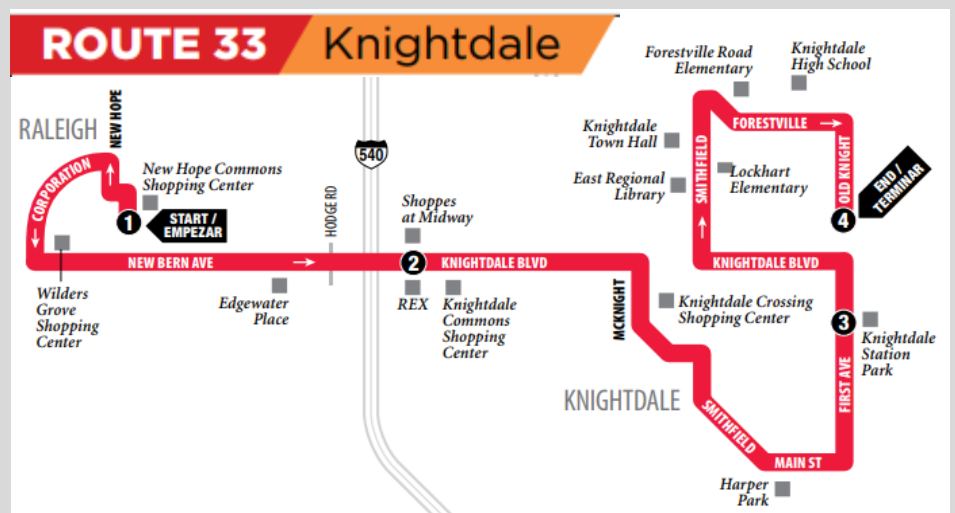 ROUTE 33 Knightdale
RALEIGH
NEW HOPE
CORPORATION
New Hope Commons
Shopping Center
1
START /
EMPEZAR
Wilders
Grove
Shopping
Center
NEW BERN AVE
Edgewater
Place
HODGE RD
540
Shoppes
at Midway
2
REX
KNIGHTDALE BLVD
Knightdale
Commons
Shopping
Center
MCKNIGHT
Knightdale Crossing
Shopping Center
KNIGHTDALE
SMITHFIELD
MAIN ST
Harper
Park
FIRST AVE
3
Knightdale
Station
Park
KNIGHTDALE BLVD
SMITHFIELD
East Regional
Library
Knightdale
Town Hall
Lockhart
Elementary
Forestville Road
Elementary
Knightdale
High School
FORESTVILLE
OLD KNIGHT
4
END /
TERMINAR